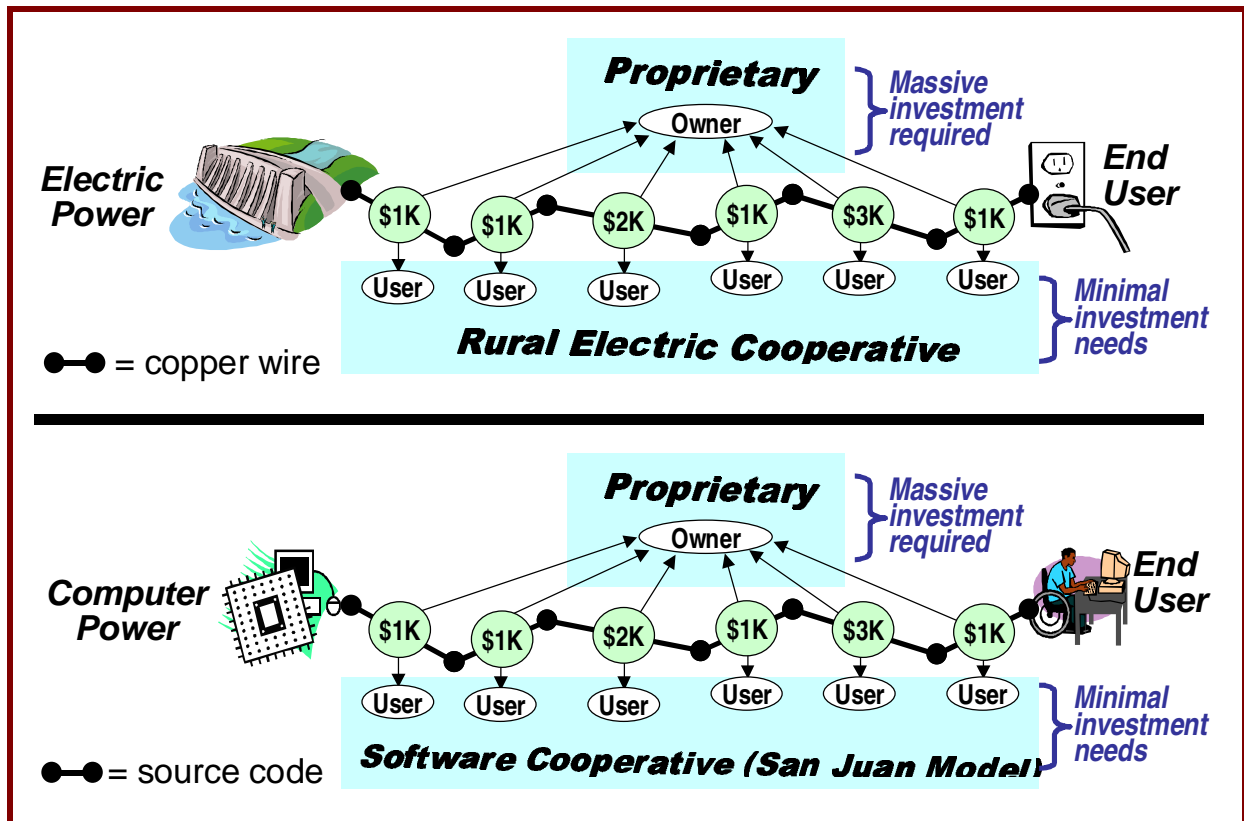 Proprietary
Owner
Massive
investment
required
Electric
Power
End
User
$1K
$1K
$2K
$1K
$3K
$1K
User
User
User
User
User
User
Rural Electric Cooperative
Minimal
investment
needs
= copper wire
Proprietary
Owner
Massive
investment
required
Computer
Power
End
User
$1K
$1K
$2K
$1K
$3K
$1K
User
User
User
User
User
User
Software Cooperative (San Juan Model)
Minimal
investment
needs
= source code